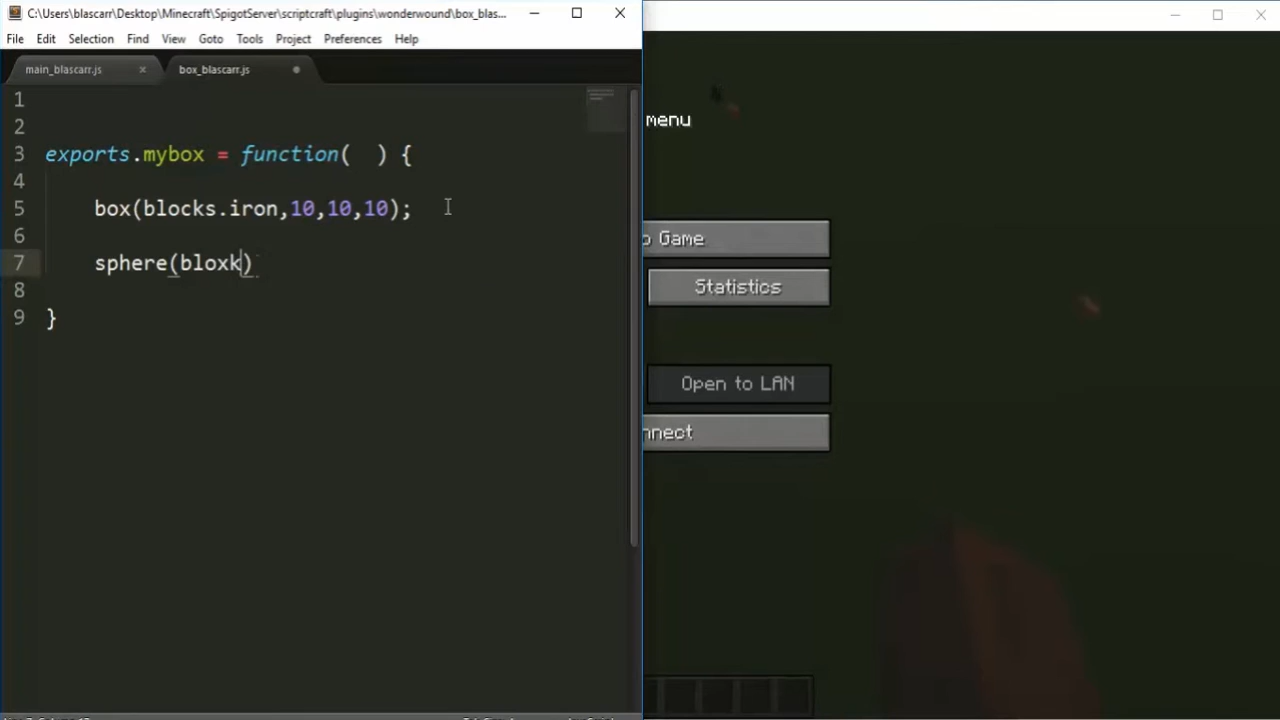 C:\Users\blascarr\Desktop\Minecraft\SpigotServer\scriptcraft\plugins\wonderwound\box_blas...
File Edit Selection Find View Goto Tools Project Preferences Help
main_blascarr.js box_blascarr.js
1
2
3 exports.mybox = function(  ) {
4
5 box(blocks.iron,10,10,10);
6
7 sphere(bloxk)
8
9 }
menu
o Game
Statistics
Open to LAN
nnect